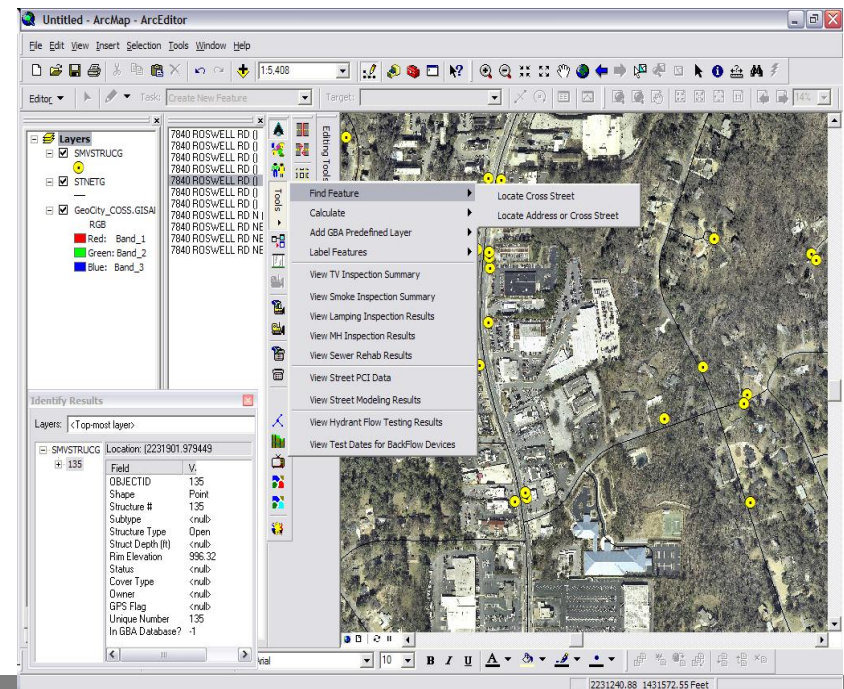 Untitled - ArcMap - ArcEditor
File Edit View Insert Selection Tools Window Help
1:5,408
Editor Task: Create New Feature Target: 14%
Layers
SMVSTRUCG
STNETG
GeoCity_COSS.GISAI
RGB
Red: Band_1
Green: Band_2
Blue: Band_3
7840 ROSWELL RD ()
7840 ROSWELL RD ()
7840 ROSWELL RD ()
7840 ROSWELL RD ()
7840 ROSWELL RD ()
7840 ROSWELL RD ()
7840 ROSWELL RD ()
7840 ROSWELL RD N (
7840 ROSWELL RD NE
7840 ROSWELL RD NE
7840 ROSWELL RD NE
Editing Tools
Tools
Find Feature
Calculate
Add GBA Predefined Layer
Label Features
View TV Inspection Summary
View Smoke Inspection Summary
View Lamping Inspection Results
View MH Inspection Results
View Sewer Rehab Results
View Street PCI Data
View Street Modeling Results
View Hydrant Flow Testing Results
View Test Dates for BackFlow Devices
Locate Cross Street
Locate Address or Cross Street
Identify Results
Layers: <Top-most layer>
SMVSTRUCG
135
Location: (2231901.979449
Field V.
OBJECTID 135
Shape Point
Structure # 135
Subtype <null>
Structure Type Open
Struct Depth (ft) <null>
Rim Elevation 996.32
Status <null>
Cover Type <null>
Owner <null>
GPS Flag <null>
Unique Number 135
In GBA Database? -1
rial 10 B I U A
2231240.88 1431572.55 Feet